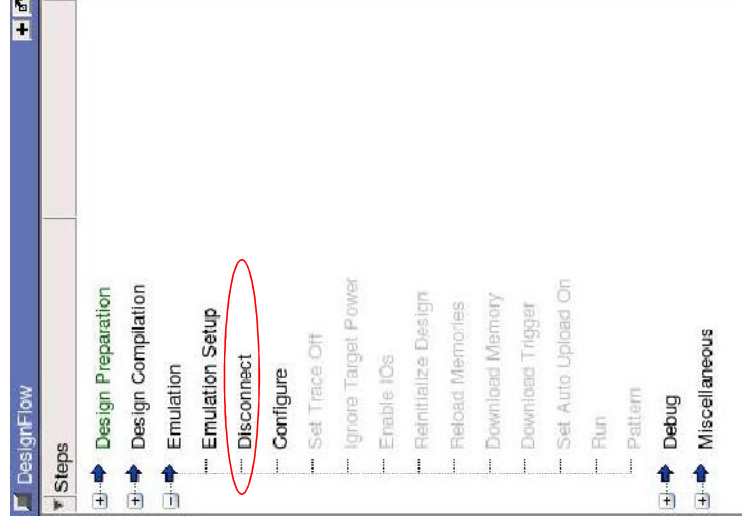 DesignFlow
Steps
Design Preparation
Design Compilation
Emulation
Emulation Setup
Disconnect
Configure
Set Trace Off
Ignore Target Power
Enable IOs
Reinitialize Design
Reload Memories
Download Memory
Download Trigger
Set Auto Upload On
Run
Pattern
Debug
Miscellaneous